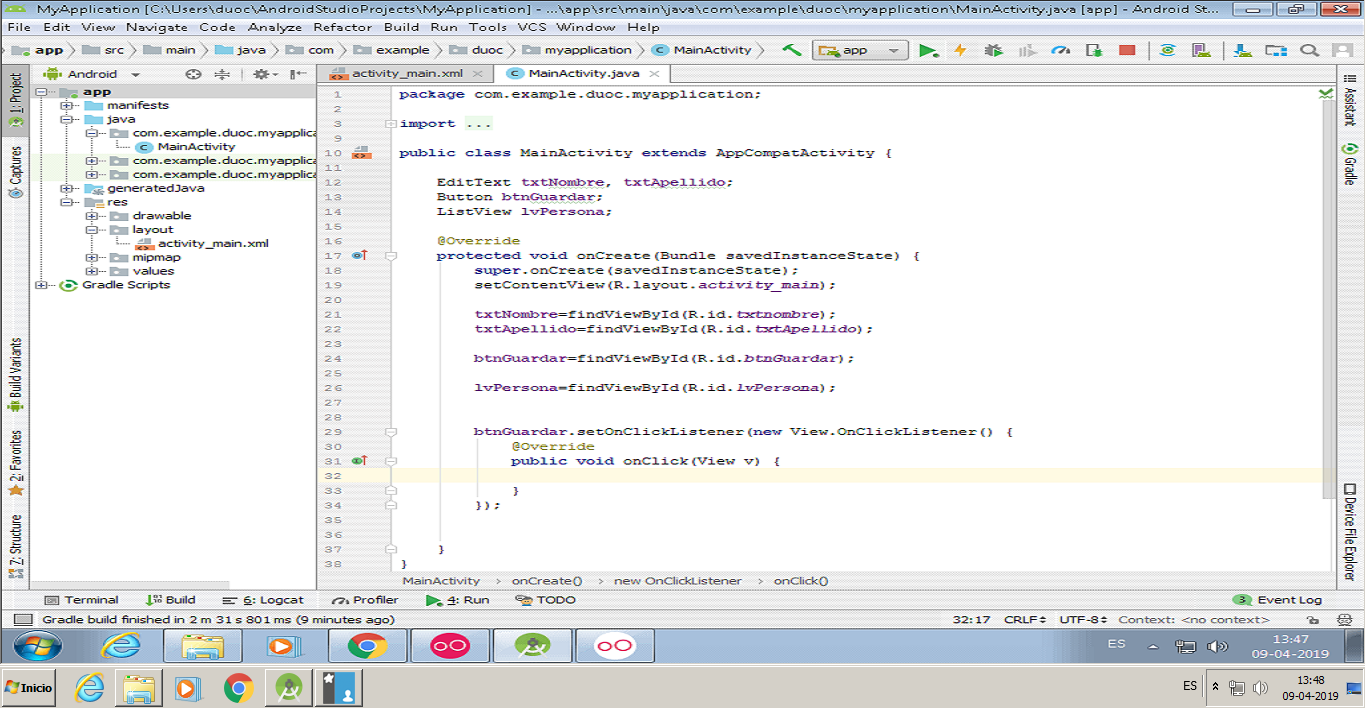 MyApplication [C:\Users\duoc\AndroidStudioProjects\MyApplication] - ...\app\src\main\java\com\example\duoc\myapplication\MainActivity.java [app] - Android St...
File Edit View Navigate Code Analyze Refactor Build Run Tools VCS Window Help
app src main java com example duoc myapplication MainActivity app
Android
activity_main.xml MainActivity.java
1: Project
Captures
Build Variants
2: Favorites
Z: Structure
app
manifests
java
com.example.duoc.myapplica
MainActivity
com.example.duoc.myapplica
com.example.duoc.myapplica
generatedJava
res
drawable
layout
activity_main.xml
mipmap
values
Gradle Scripts
1 package com.example.duoc.myapplication;
2
3 import ...
9
10 public class MainActivity extends AppCompatActivity {
11
12 EditText txtNombre, txtApellido;
13 Button btnGuardar;
14 ListView lvPersona;
15
16 @Override
17 protected void onCreate(Bundle savedInstanceState) {
18 super.onCreate(savedInstanceState);
19 setContentView(R.layout.activity_main);
20
21 txtNombre=findViewById(R.id.txtnombre);
22 txtApellido=findViewById(R.id.txtApellido);
23
24 btnGuardar=findViewById(R.id.btnGuardar);
25
26 lvPersona=findViewById(R.id.lvPersona);
27
28
29 btnGuardar.setOnClickListener(new View.OnClickListener() {
30 @Override
31 public void onClick(View v) {
32
33 }
34 });
35
36
37 }
38 }
MainActivity > onCreate() > new OnClickListener > onClick()
Assistant
Gradle
Device File Explorer
Terminal Build 6: Logcat Profiler 4: Run TODO 3 Event Log
Gradle build finished in 2 m 31 s 801 ms (9 minutes ago) 32:17 CRLF UTF-8 Context: <no context>
ES 13:47
09-04-2019
Inicio ES 13:48
09-04-2019